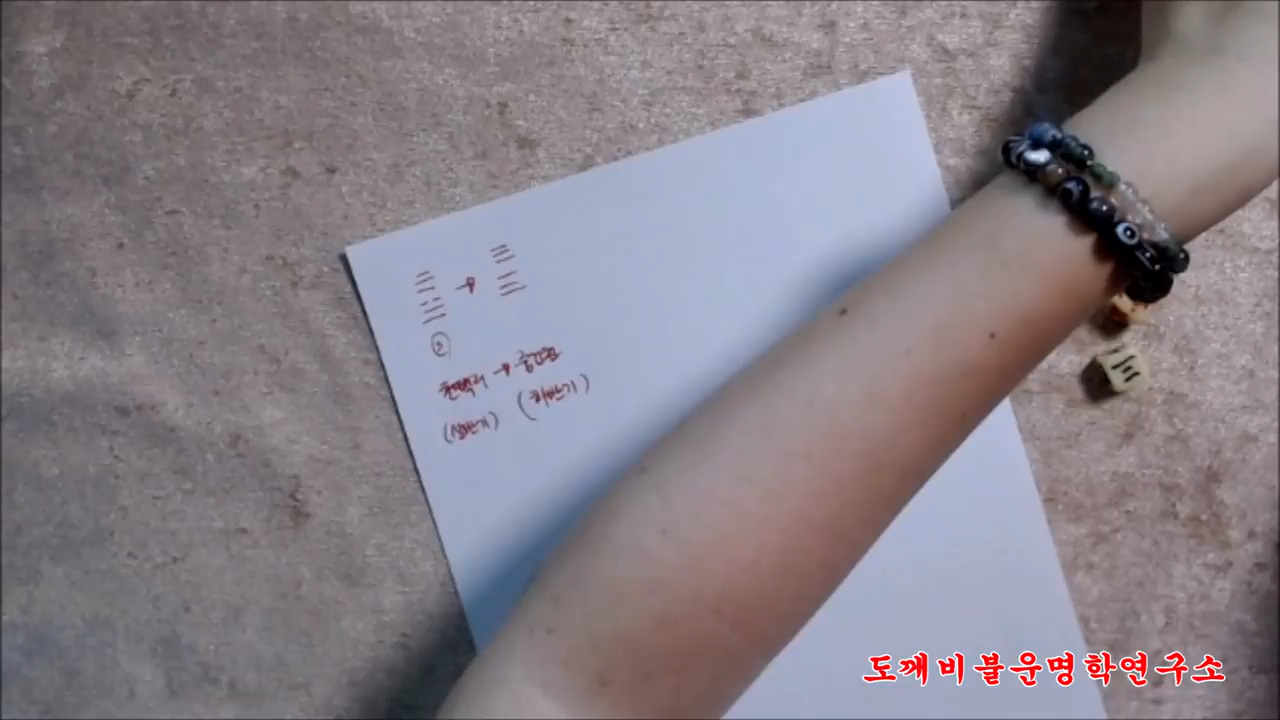 ③
천택리 → 중건천
(상반기) (하반기)
도깨비불운명학연구소